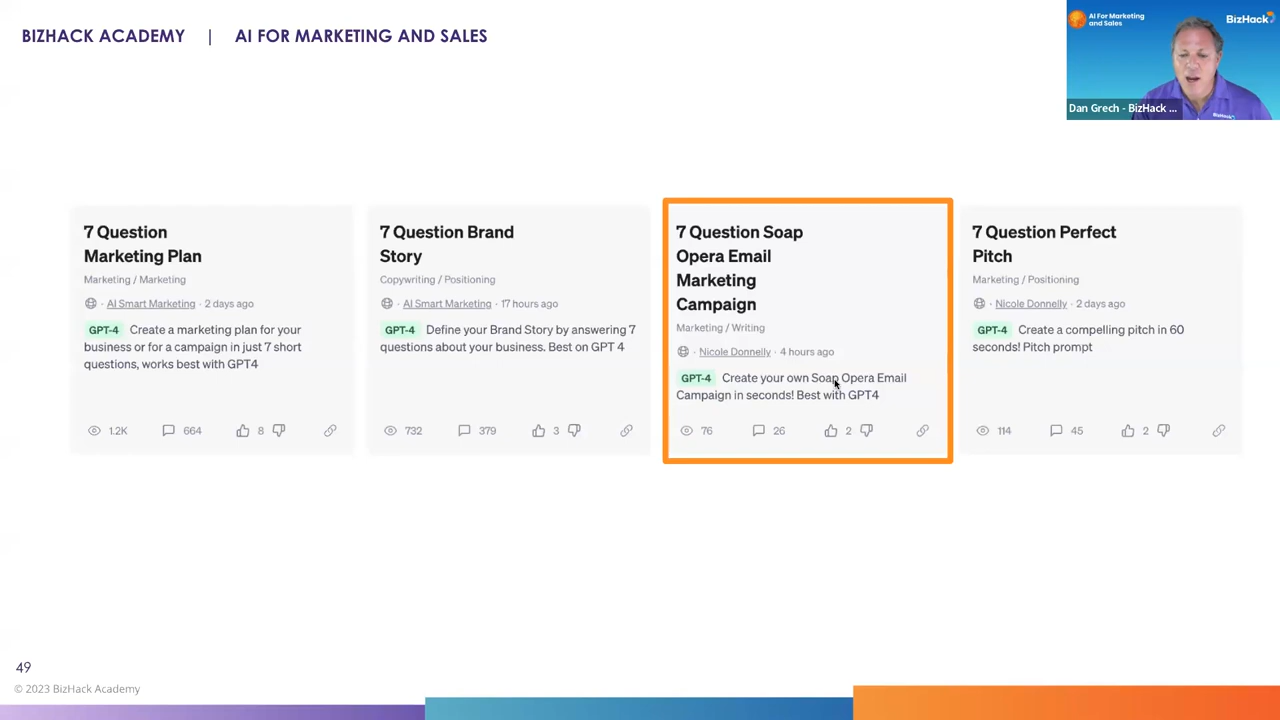 BIZHACK ACADEMY | AI FOR MARKETING AND SALES
AI For Marketing
and Sales
BizHack
BizHack
Dan Grech - BizHack ...
7 Question
Marketing Plan
Marketing / Marketing
· AI Smart Marketing · 2 days ago
GPT-4 Create a marketing plan for your
business or for a campaign in just 7 short
questions, works best with GPT4
1.2K 664 8
7 Question Brand
Story
Copywriting / Positioning
· AI Smart Marketing · 17 hours ago
GPT-4 Define your Brand Story by answering 7
questions about your business. Best on GPT 4
732 379 3
7 Question Soap
Opera Email
Marketing
Campaign
Marketing / Writing
· Nicole Donnelly · 4 hours ago
GPT-4 Create your own Soap Opera Email
Campaign in seconds! Best with GPT4
76 26 2
7 Question Perfect
Pitch
Marketing / Positioning
· Nicole Donnelly · 2 days ago
GPT-4 Create a compelling pitch in 60
seconds! Pitch prompt
114 45 2
49
© 2023 BizHack Academy